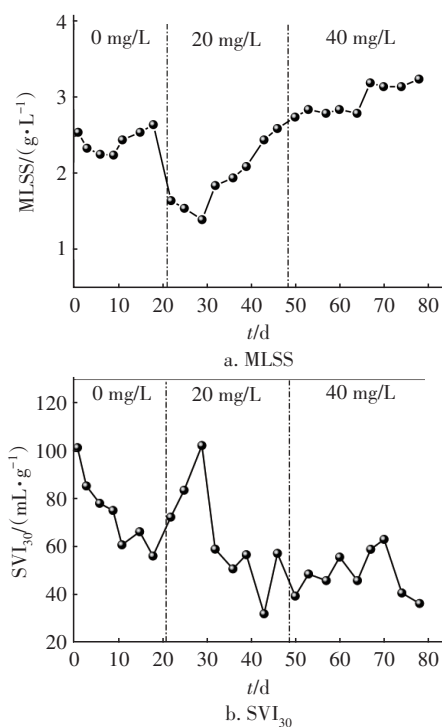 0 mg/L 20 mg/L 40 mg/L
4
3
2
1
MLSS/(g•L⁻¹)
0 10 20 30 40 50 60 70 80
t/d
a. MLSS
0 mg/L 20 mg/L 40 mg/L
120
100
80
60
40
20
SVI₃₀/(mL•g⁻¹)
0 10 20 30 40 50 60 70 80
t/d
b. SVI₃₀